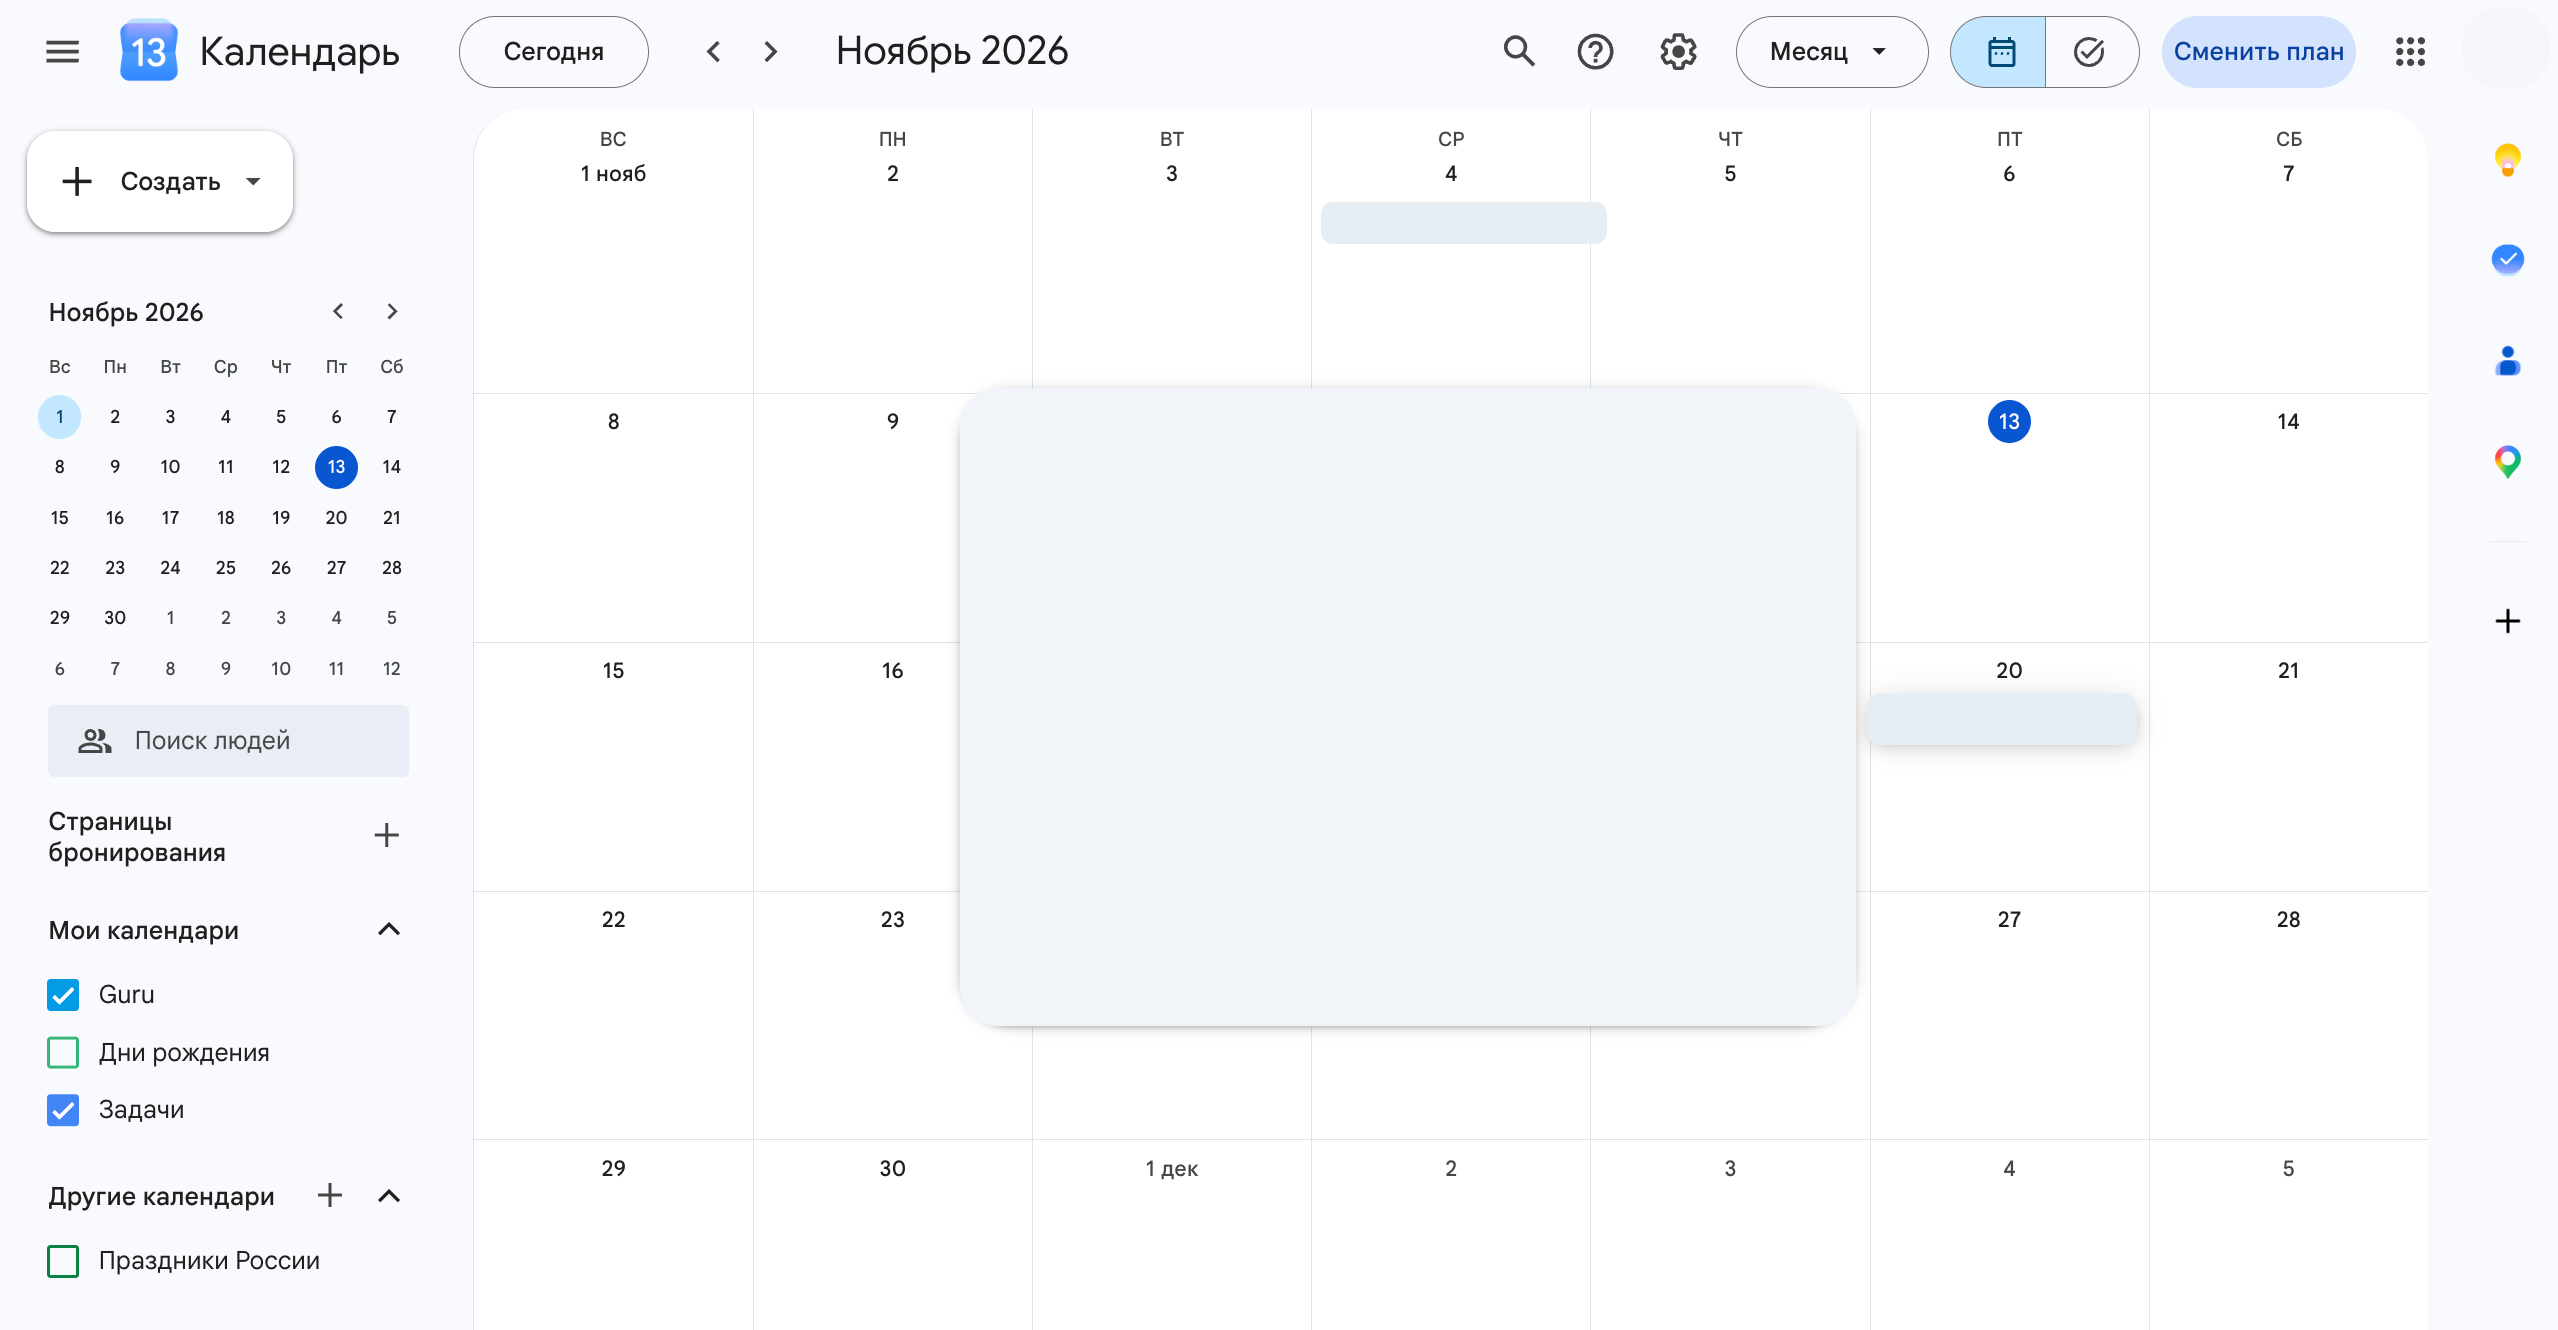 13 Календарь Сегодня Ноябрь 2026 Месяц Сменить план
Создать
Ноябрь 2026
Вс Пн Вт Ср Чт Пт Сб
1 2 3 4 5 6 7
8 9 10 11 12 13 14
15 16 17 18 19 20 21
22 23 24 25 26 27 28
29 30 1 2 3 4 5
6 7 8 9 10 11 12
Поиск людей
Страницы
бронирования
Мои календари
Guru
Дни рождения
Задачи
Другие календари
Праздники России
ВС ПН ВТ СР ЧТ ПТ СБ
1 нояб 2 3 4 5 6 7
8 9 13 14
15 16 20 21
22 23 27 28
29 30 1 дек 2 3 4 5